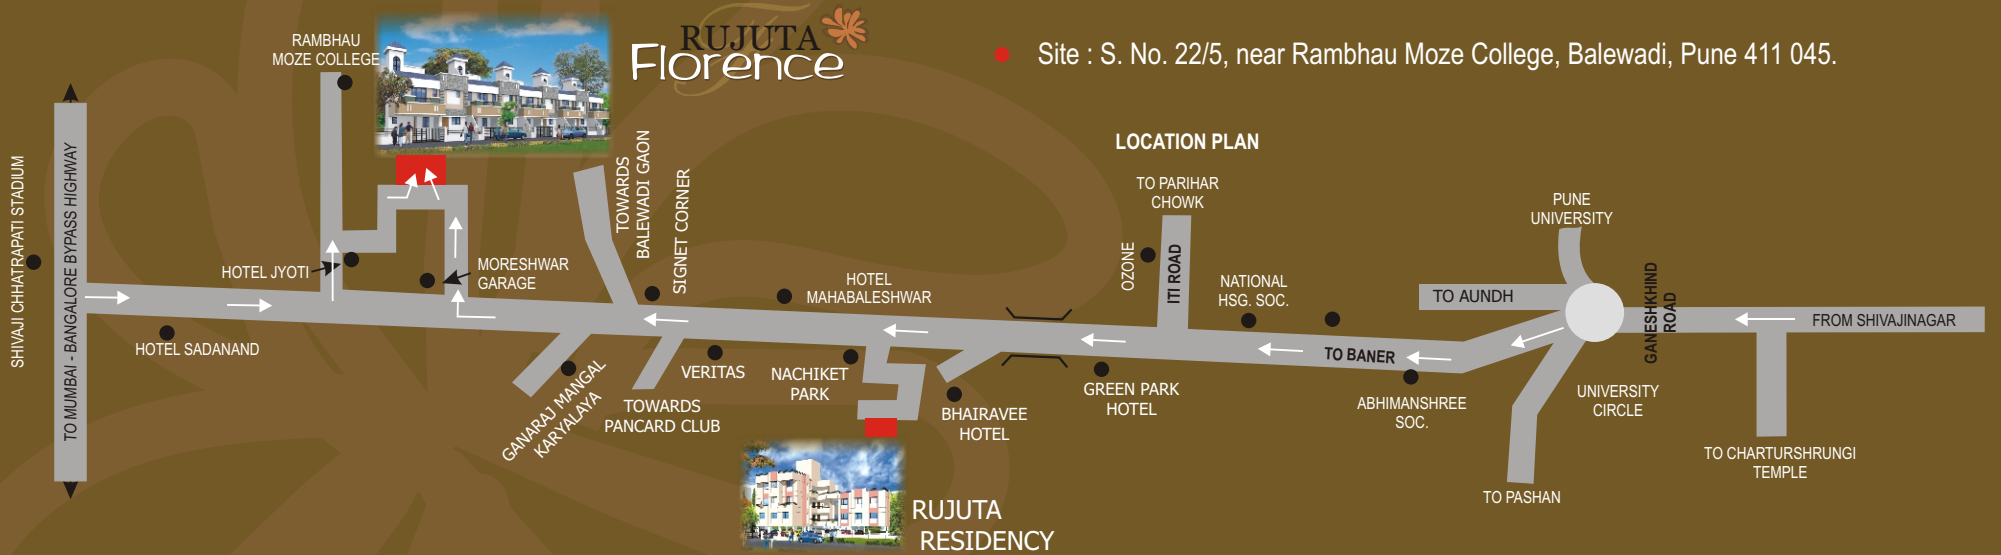 RUJUTA
Florence
Site : S. No. 22/5, near Rambhau Moze College, Balewadi, Pune 411 045.
LOCATION PLAN
RAMBHAU
MOZE COLLEGE
SHIVAJI CHHATRAPATI STADIUM
TO MUMBAI - BANGALORE BYPASS HIGHWAY
HOTEL SADANAND
HOTEL JYOTI
MORESHWAR
GARAGE
TOWARDS
BALEWADI GAON
SIGNET CORNER
GANARAJ MANGAL
KARYALAYA
TOWARDS
PANCARD CLUB
VERITAS
HOTEL
MAHABALESHWAR
NACHIKET
PARK
BHAIRAVEE
HOTEL
RUJUTA
RESIDENCY
GREEN PARK
HOTEL
TO PARIHAR
CHOWK
OZONE
ITI ROAD
NATIONAL
HSG. SOC.
TO BANER
ABHIMANSHREE
SOC.
TO AUNDH
PUNE
UNIVERSITY
UNIVERSITY
CIRCLE
TO PASHAN
GANESHKHIND
ROAD
FROM SHIVAJINAGAR
TO CHARTURSHRUNGI
TEMPLE